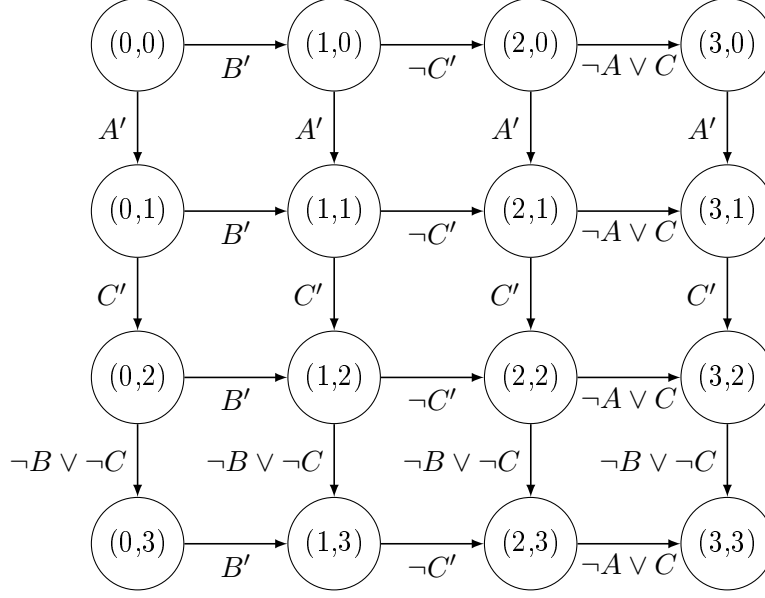 (0,0) B′ (1,0) ¬C′ (2,0) ¬A ∨ C (3,0)
A′ A′ A′ A′
(0,1) B′ (1,1) ¬C′ (2,1) ¬A ∨ C (3,1)
C′ C′ C′ C′
(0,2) B′ (1,2) ¬C′ (2,2) ¬A ∨ C (3,2)
¬B ∨ ¬C ¬B ∨ ¬C ¬B ∨ ¬C ¬B ∨ ¬C
(0,3) B′ (1,3) ¬C′ (2,3) ¬A ∨ C (3,3)